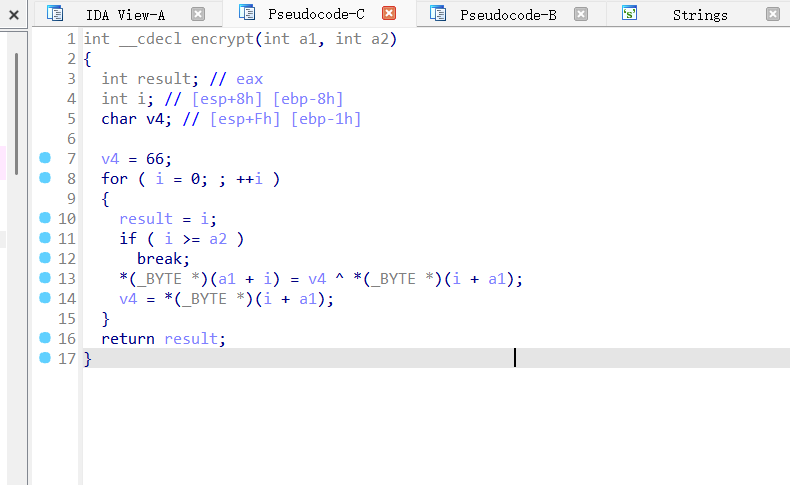 IDA View-A Pseudocode-C Pseudocode-B Strings
1 int __cdecl encrypt(int a1, int a2)
2 {
3   int result; // eax
4   int i; // [esp+8h] [ebp-8h]
5   char v4; // [esp+Fh] [ebp-1h]
6
7   v4 = 66;
8   for ( i = 0; ; ++i )
9   {
10     result = i;
11     if ( i >= a2 )
12       break;
13     *(_BYTE *)(a1 + i) = v4 ^ *(_BYTE *)(i + a1);
14     v4 = *(_BYTE *)(i + a1);
15   }
16   return result;
17 }